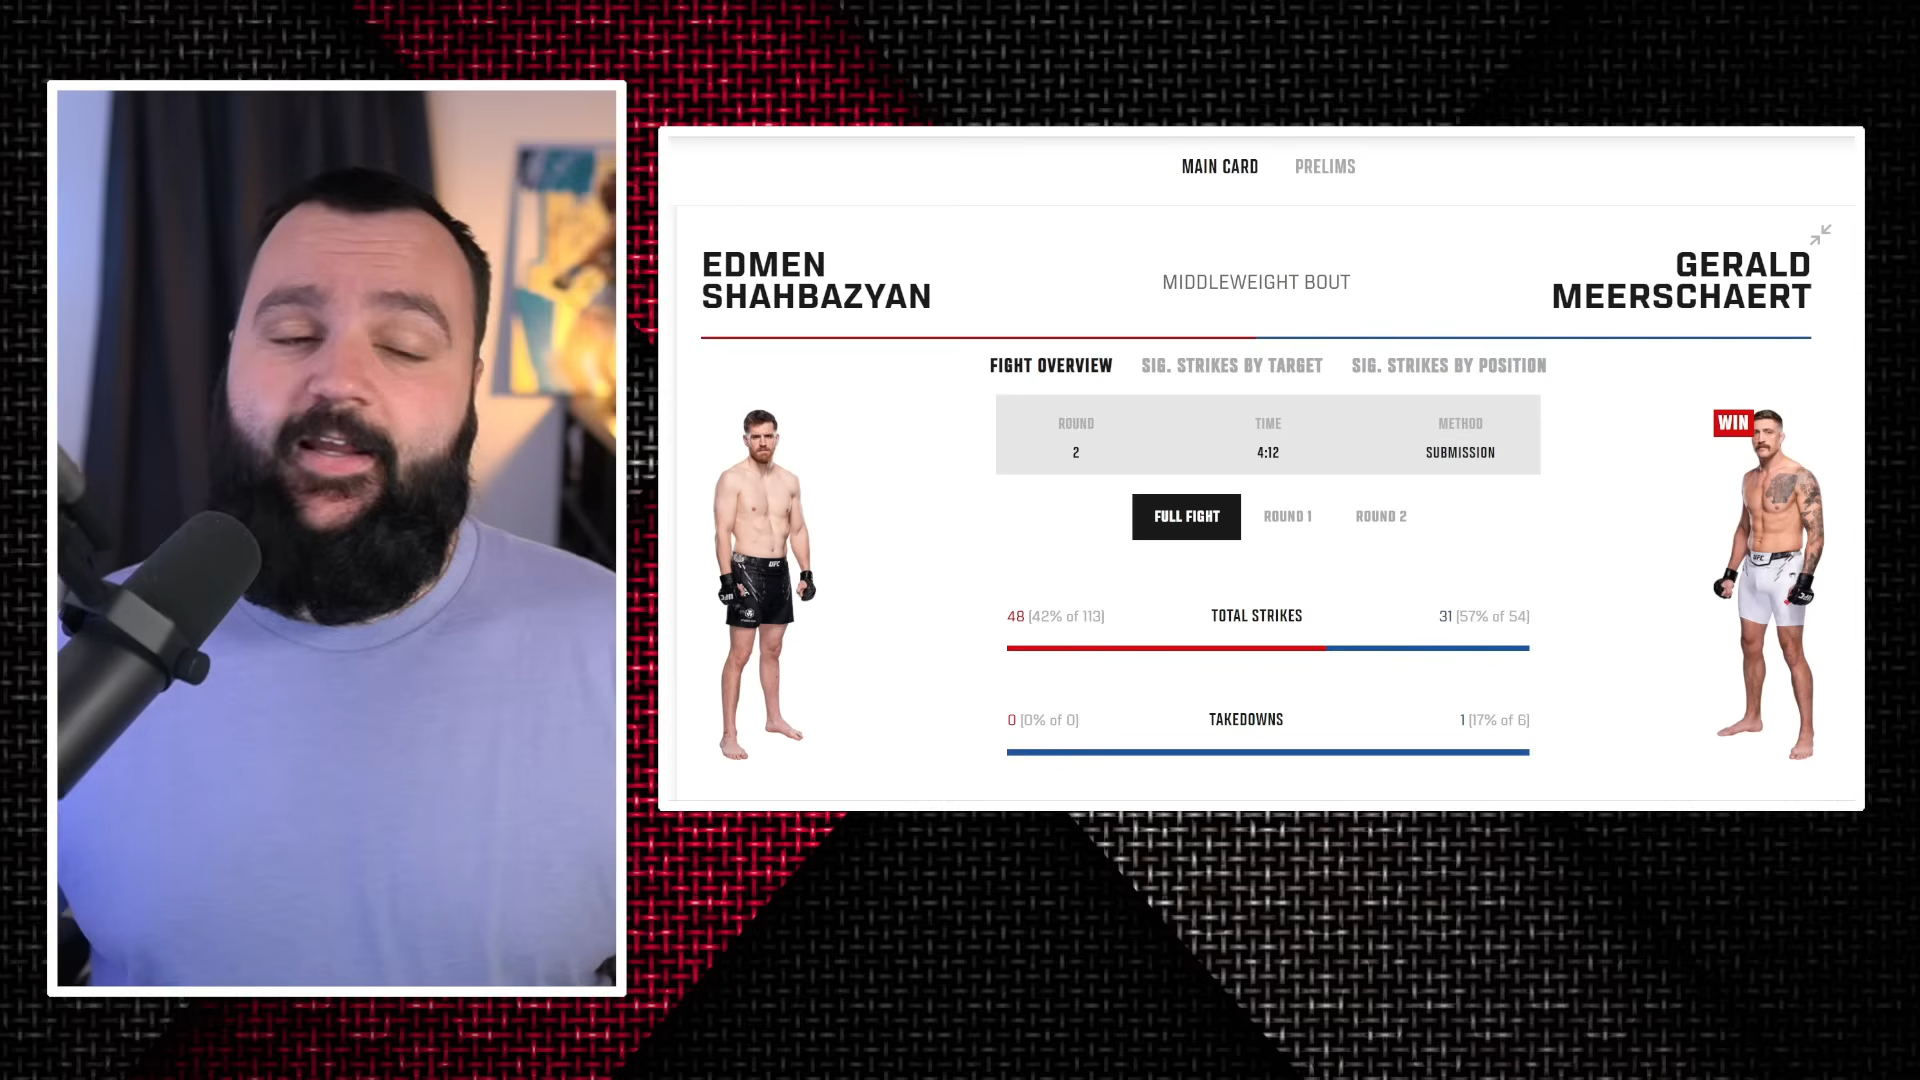 MAIN CARD PRELIMS
EDMEN
SHAHBAZYAN
MIDDLEWEIGHT BOUT
GERALD
MEERSCHAERT
FIGHT OVERVIEW SIG. STRIKES BY TARGET SIG. STRIKES BY POSITION
ROUND TIME METHOD
2 4:12 SUBMISSION
WIN
FULL FIGHT ROUND 1 ROUND 2
48 [42% of 113] TOTAL STRIKES 31 [57% of 54]
0 [0% of 0] TAKEDOWNS 1 [17% of 6]
UFC
UFC